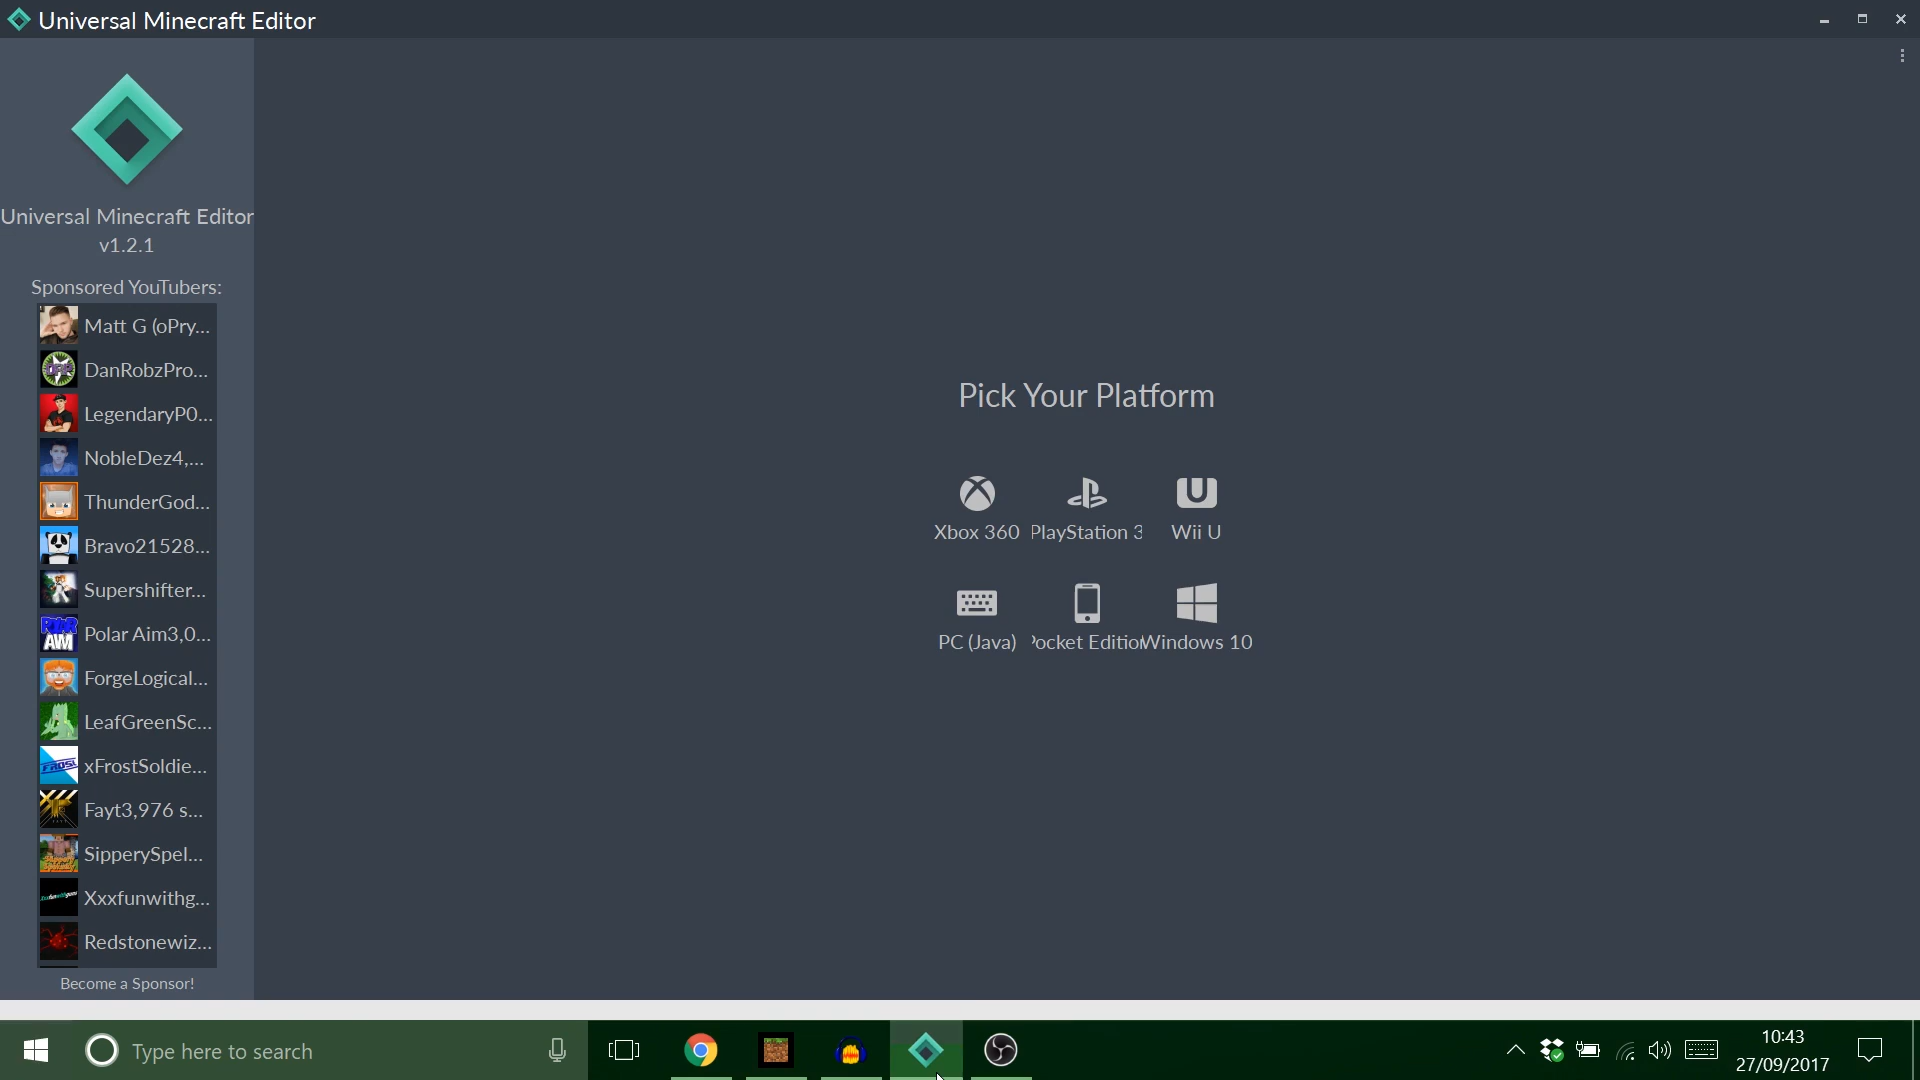 Universal Minecraft Editor
Universal Minecraft Editor
v1.2.1
Sponsored YouTubers:
Matt G (oPry...
DanRobzPro...
LegendaryP0...
NobleDez4,...
ThunderGod...
Bravo21528...
Supershifter...
Polar Aim3,0...
ForgeLogical...
LeafGreenSc...
xFrostSoldie...
Fayt3,976 s...
SipperySpel...
Xxxfunwithg...
Redstonewiz...
Become a Sponsor!
Pick Your Platform
Xbox 360 PlayStation 3 Wii U
PC (Java) Pocket Edition Windows 10
Type here to search
10:43
27/09/2017